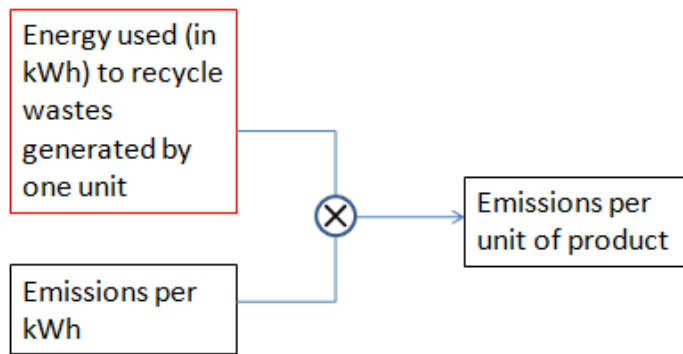 Energy used (in
kWh) to recycle
wastes
generated by
one unit
Emissions per
unit of product
Emissions per
kWh